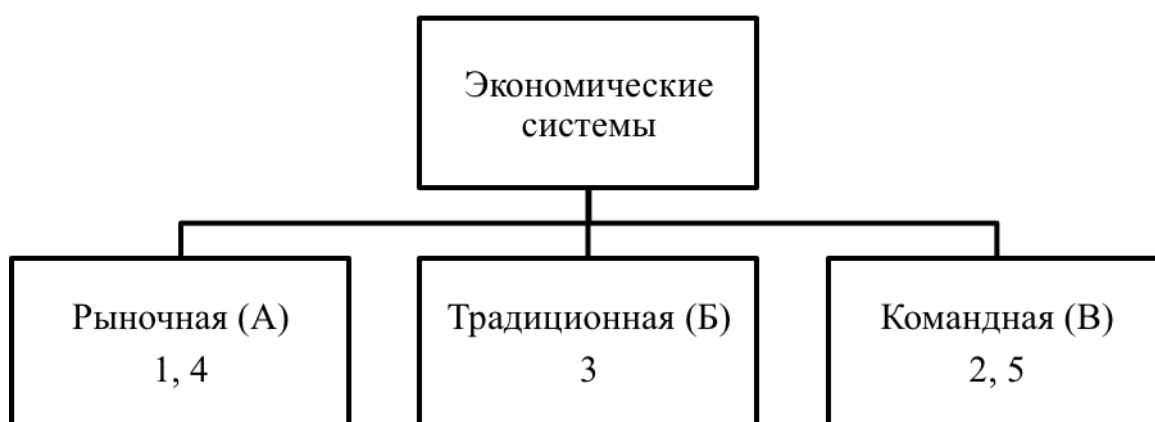 Экономические
системы
Рыночная (А)
1, 4
Традиционная (Б)
3
Командная (В)
2, 5